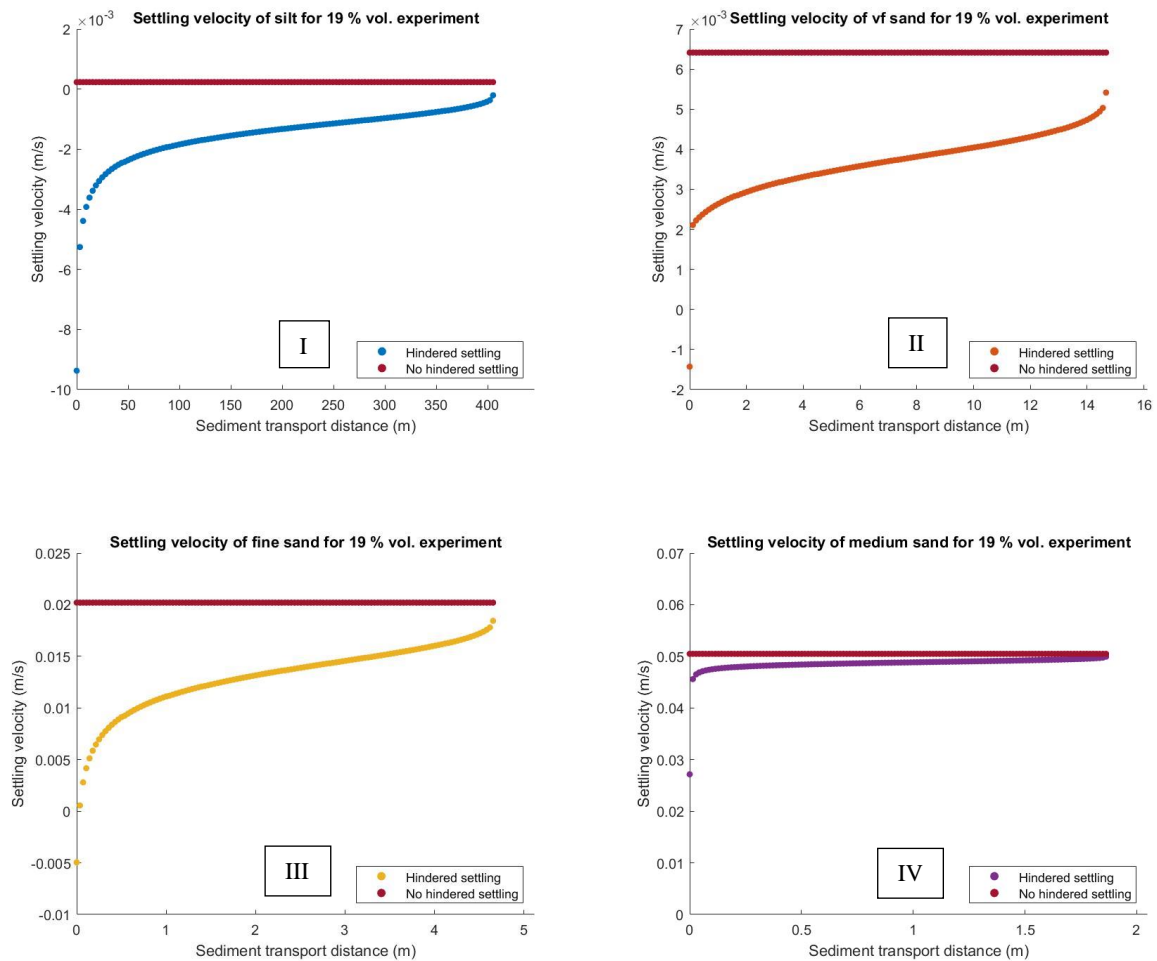 ×10-3
Settling velocity of silt for 19 % vol. experiment
2
0
-2
-4
-6
-8
-10
Settling velocity (m/s)
I
Hindered settling
No hindered settling
0 50 100 150 200 250 300 350 400
Sediment transport distance (m)
×10-3
Settling velocity of vf sand for 19 % vol. experiment
7
6
5
4
3
2
1
0
-1
-2
Settling velocity (m/s)
II
Hindered settling
No hindered settling
0 2 4 6 8 10 12 14 16
Sediment transport distance (m)
Settling velocity of fine sand for 19 % vol. experiment
0.025
0.02
0.015
0.01
0.005
0
-0.005
-0.01
Settling velocity (m/s)
III
Hindered settling
No hindered settling
0 1 2 3 4 5
Sediment transport distance (m)
Settling velocity of medium sand for 19 % vol. experiment
0.07
0.06
0.05
0.04
0.03
0.02
0.01
0
Settling velocity (m/s)
IV
Hindered settling
No hindered settling
0 0.5 1 1.5 2
Sediment transport distance (m)